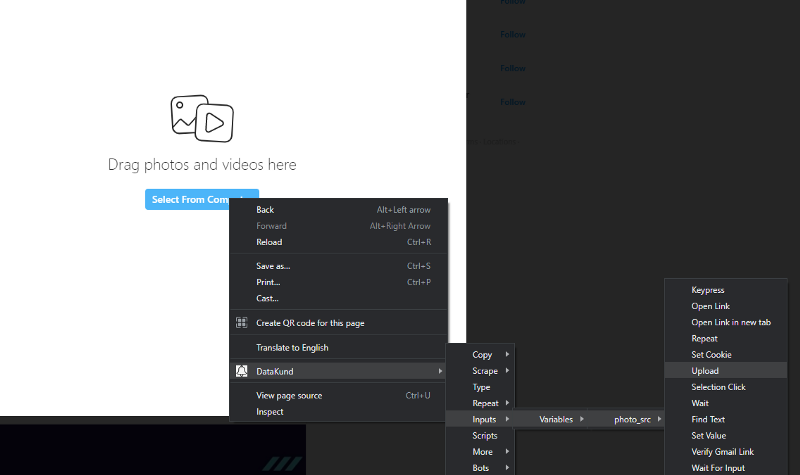 Follow
Follow
Follow
Follow
Drag photos and videos here
Select From
Back Alt+Left arrow
Forward Alt+Right Arrow
Reload Ctrl+R
Save as... Ctrl+S
Print... Ctrl+P
Cast...
Create QR code for this page
Translate to English
DataKund
View page source Ctrl+U
Inspect
Copy
Scrape
Type
Repeat
Inputs
Scripts
More
Bots
Variables
photo_src
Keypress
Open Link
Open Link in new tab
Repeat
Set Cookie
Upload
Selection Click
Wait
Find Text
Set Value
Verify Gmail Link
Wait For Input